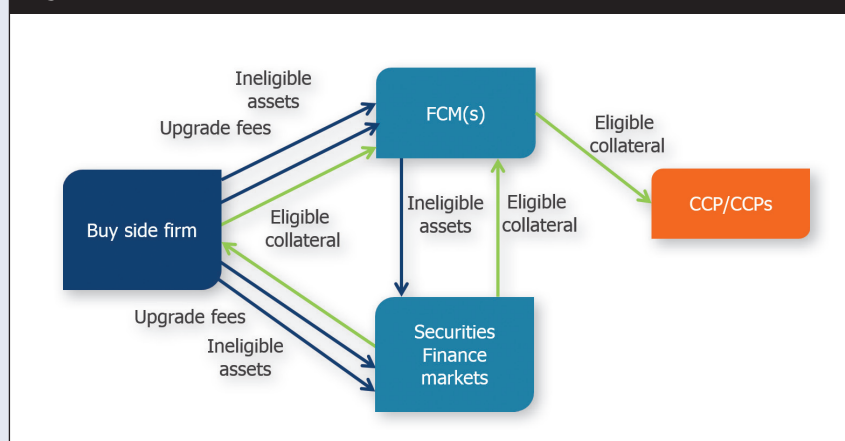 Ineligible
assets
Upgrade fees
FCM(s)
Eligible
collateral
Buy side firm
Eligible
collateral
Ineligible
assets
Eligible
collateral
CCP/CCPs
Upgrade fees
Ineligible
assets
Securities
Finance
markets